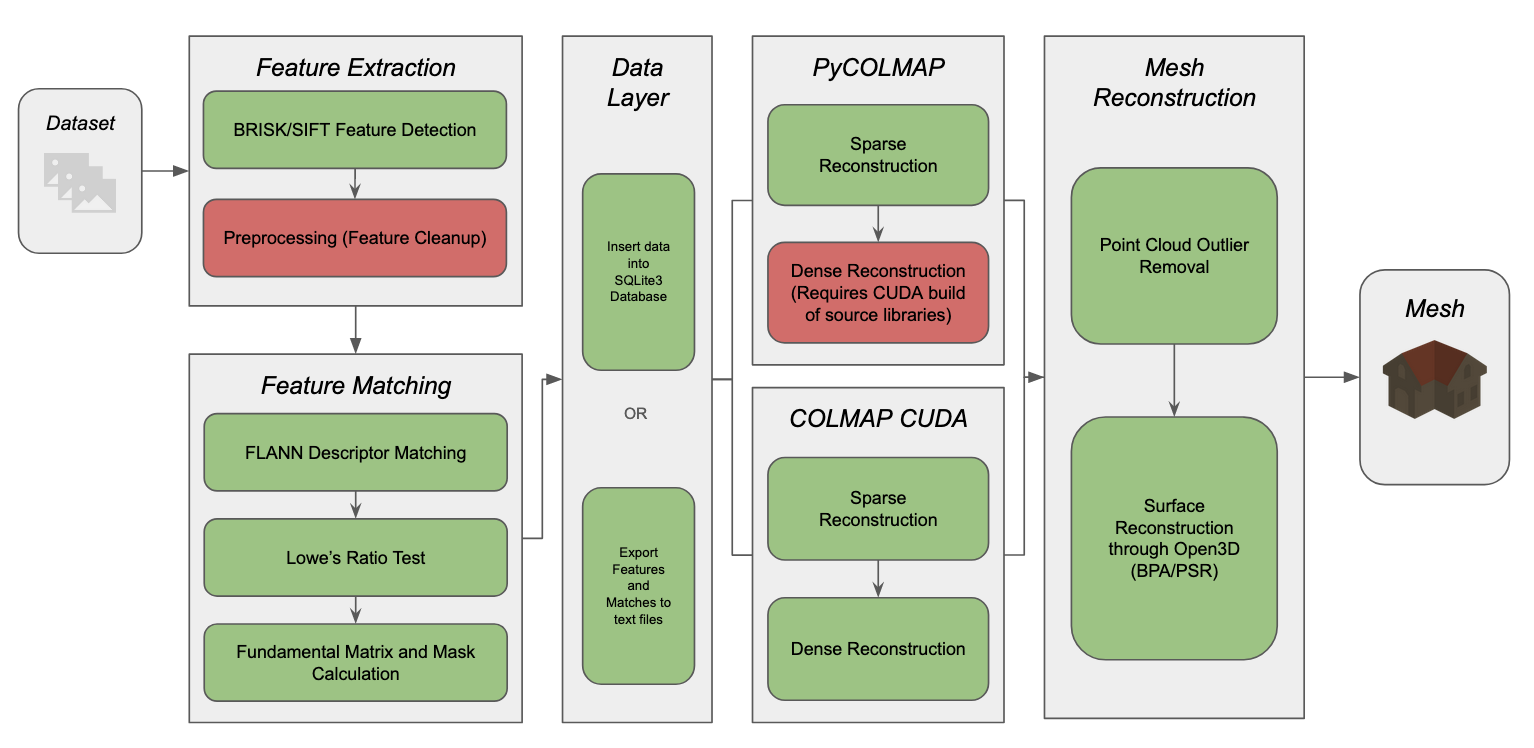 Dataset
Feature Extraction
BRISK/SIFT Feature Detection
Preprocessing (Feature Cleanup)
Feature Matching
FLANN Descriptor Matching
Lowe's Ratio Test
Fundamental Matrix and Mask
Calculation
Data
Layer
Insert data
into
SQLite3
Database
OR
Export
Features
and
Matches to
text files
PyCOLMAP
Sparse
Reconstruction
Dense Reconstruction
(Requires CUDA build
of source libraries)
COLMAP CUDA
Sparse
Reconstruction
Dense Reconstruction
Mesh
Reconstruction
Point Cloud Outlier
Removal
Surface
Reconstruction
through Open3D
(BPA/PSR)
Mesh